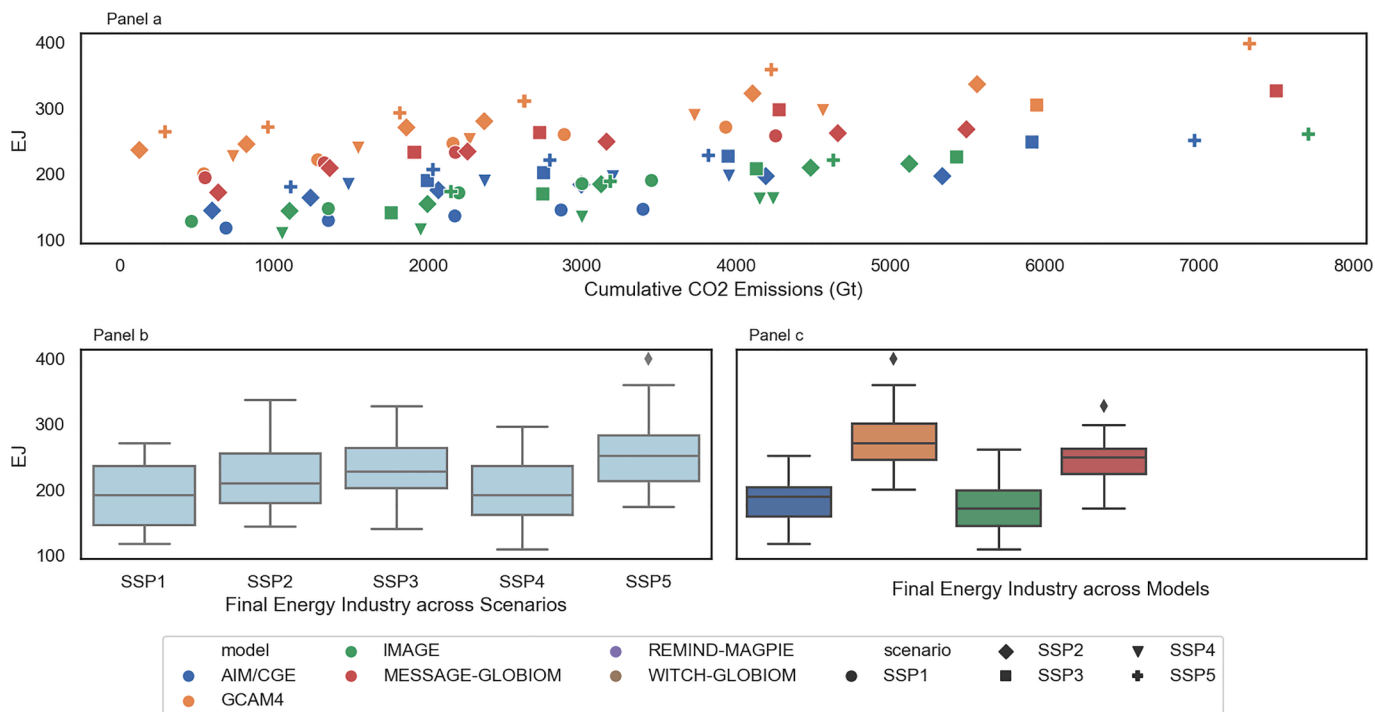 Panel a
400
300
200
100
EJ
0 1000 2000 3000 4000 5000 6000 7000 8000
Cumulative CO2 Emissions (Gt)
Panel b
Panel c
400
300
200
100
EJ
SSP1 SSP2 SSP3 SSP4 SSP5
Final Energy Industry across Scenarios
Final Energy Industry across Models
model IMAGE REMIND-MAGPIE scenario SSP2 SSP4
AIM/CGE MESSAGE-GLOBIOM WITCH-GLOBIOM SSP1 SSP3 SSP5
GCAM4